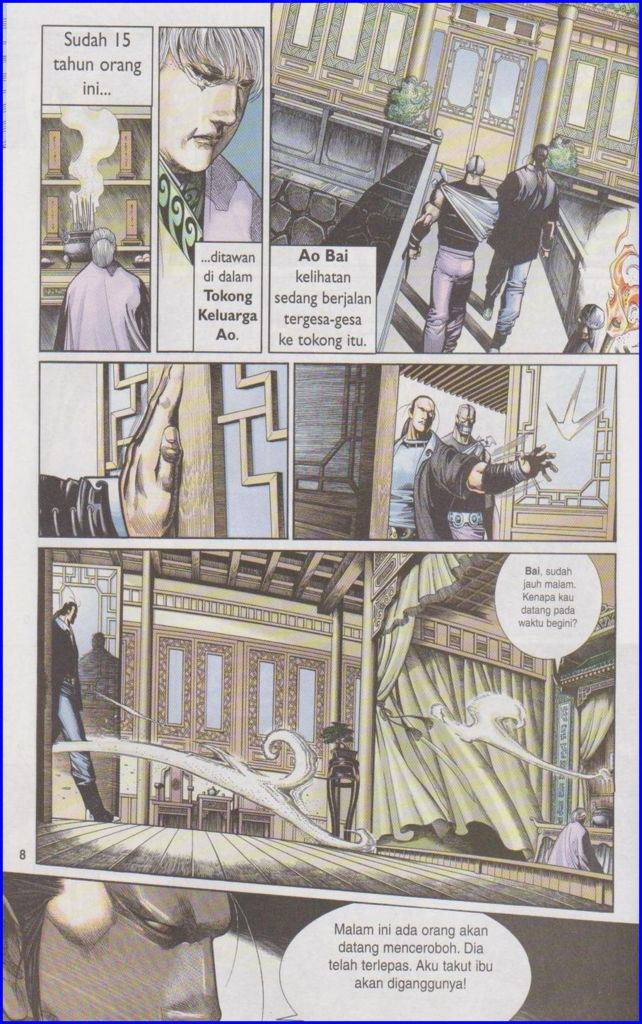 Sudah 15
tahun orang
ini...
...ditawan
di dalam
Tokong
Keluarga
Ao.
Ao Bai
kelihatan
sedang berjalan
tergesa-gesa
ke tokong itu.
Bai, sudah
jauh malam.
Kenapa kau
datang pada
waktu begini?
8
Malam ini ada orang akan
datang menceroboh. Dia
telah terlepas. Aku takut ibu
akan diganggunya!